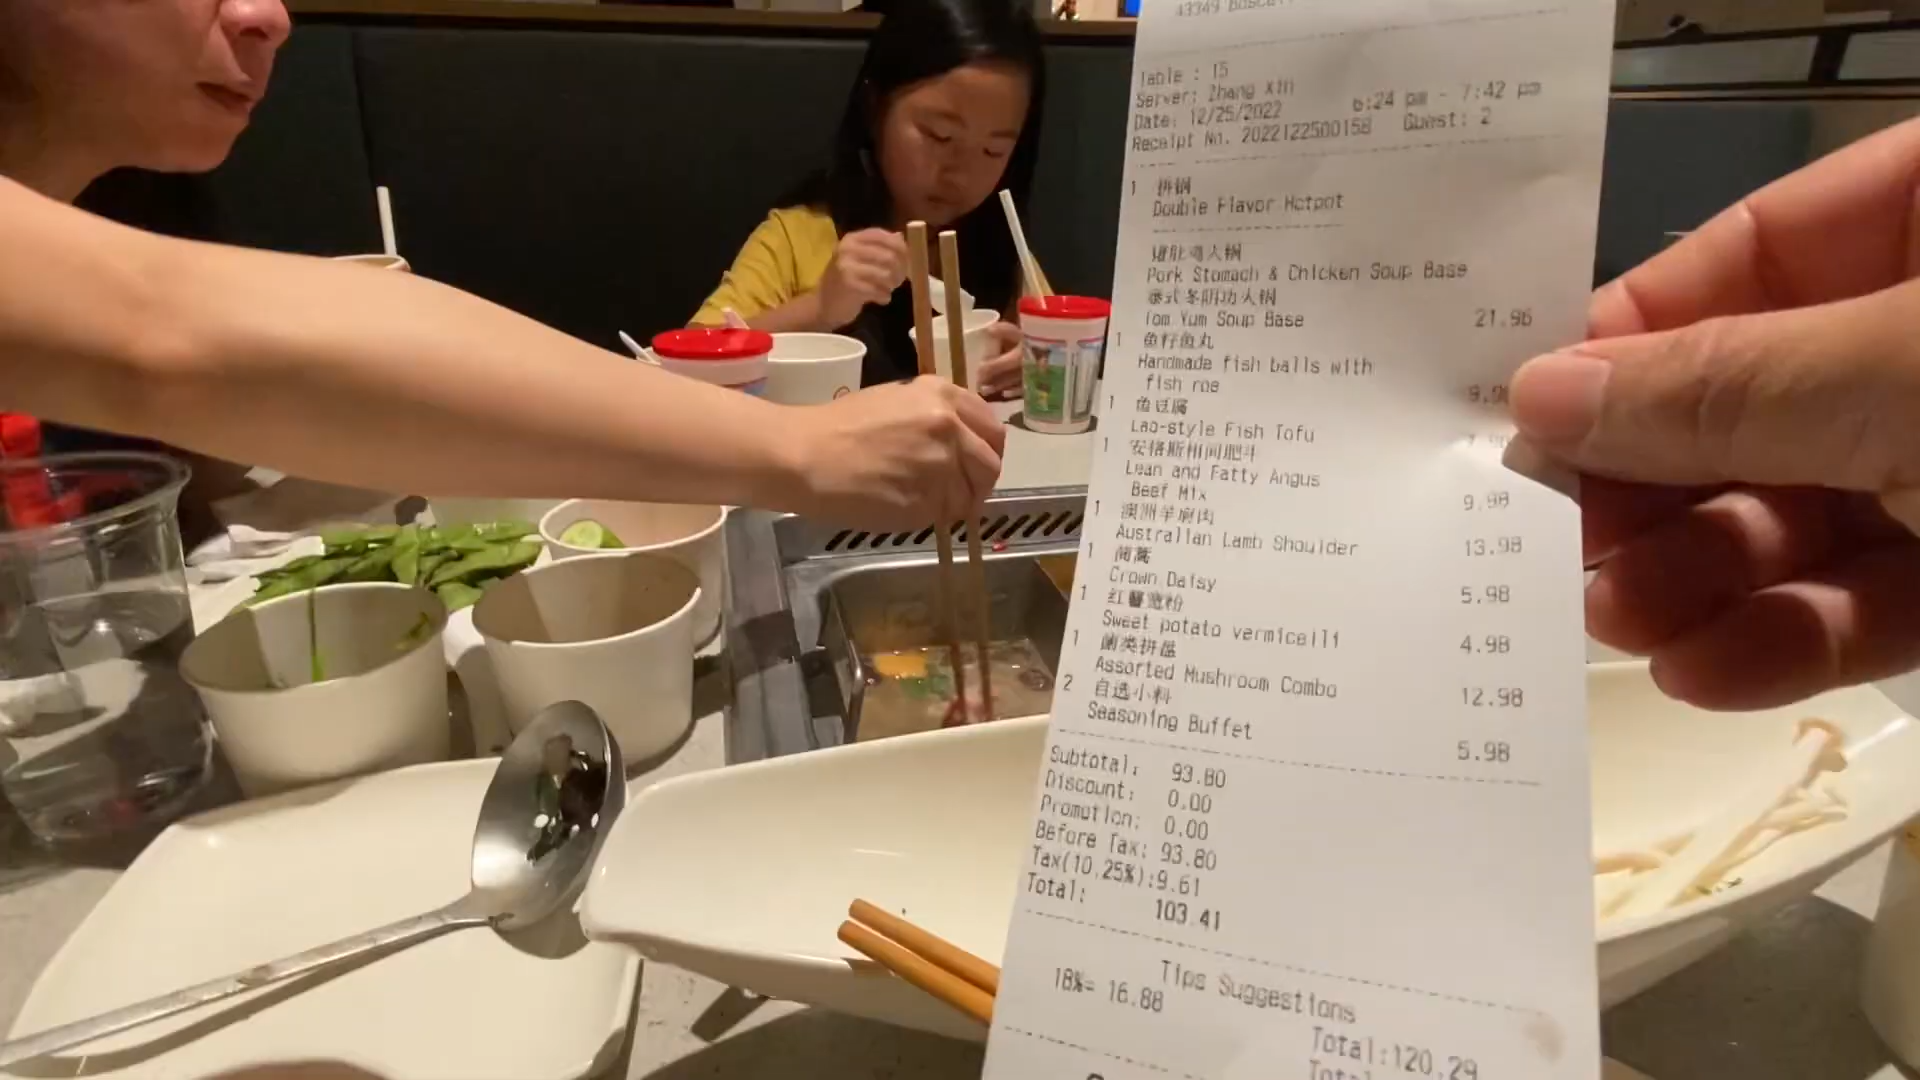 43349
Table : 15
Server: Zhang Xin
Date: 12/25/2022 6:24 pm - 7:42 pm
Receipt No. 2022122500158 Guest: 2
1 拼锅
Double Flavor Hotpot
猪肚鸡火锅
Pork Stomach & Chicken Soup Base
泰式冬阴功火锅
Tom Yum Soup Base 21.96
1 鱼籽鱼丸
Handmade fish balls with
fish roe
1 鱼豆腐
Lao-style Fish Tofu
1 安格斯相间肥牛
Lean and Fatty Angus
Beef Mix 9.98
1 澳洲羊肩肉
Australian Lamb Shoulder 13.98
1 茼蒿
Crown Daisy 5.98
1 红薯宽粉
Sweet potato vermicelli 4.98
1 菌类拼盘
Assorted Mushroom Combo 12.98
2 自选小料
Seasoning Buffet 5.98
Subtotal: 93.80
Discount: 0.00
Promotion: 0.00
Before Tax: 93.80
Tax(10.25%):9.61
Total: 103.41
Tips Suggestions
18%= 16.88
Total:120.29